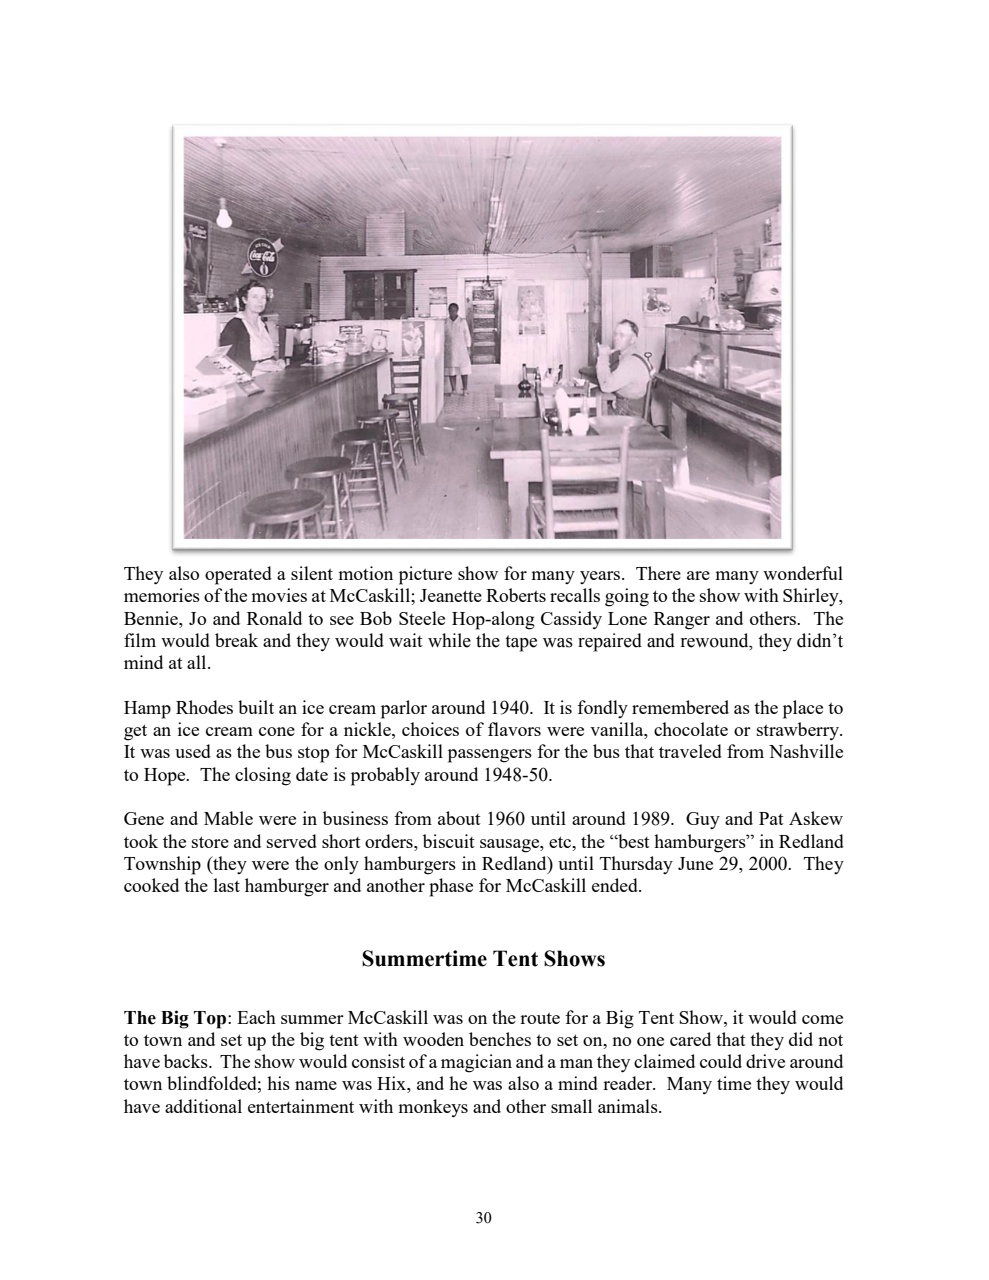 Coca-Cola
They also operated a silent motion picture show for many years.  There are many wonderful
memories of the movies at McCaskill; Jeanette Roberts recalls going to the show with Shirley,
Bennie, Jo and Ronald to see Bob Steele Hop-along Cassidy Lone Ranger and others.  The
film would break and they would wait while the tape was repaired and rewound, they didn’t
mind at all.
Hamp Rhodes built an ice cream parlor around 1940.  It is fondly remembered as the place to
get an ice cream cone for a nickle, choices of flavors were vanilla, chocolate or strawberry.
It was used as the bus stop for McCaskill passengers for the bus that traveled from Nashville
to Hope.  The closing date is probably around 1948-50.
Gene and Mable were in business from about 1960 until around 1989.  Guy and Pat Askew
took the store and served short orders, biscuit sausage, etc, the “best hamburgers” in Redland
Township (they were the only hamburgers in Redland) until Thursday June 29, 2000.  They
cooked the last hamburger and another phase for McCaskill ended.
Summertime Tent Shows
The Big Top: Each summer McCaskill was on the route for a Big Tent Show, it would come
to town and set up the big tent with wooden benches to set on, no one cared that they did not
have backs.  The show would consist of a magician and a man they claimed could drive around
town blindfolded; his name was Hix, and he was also a mind reader.  Many time they would
have additional entertainment with monkeys and other small animals.
30